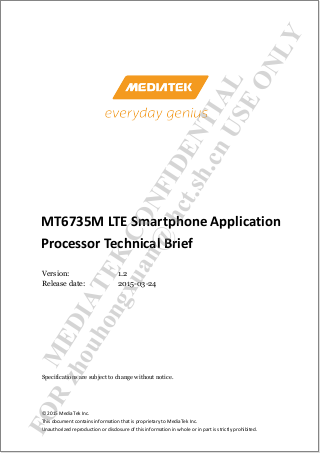 MEDIATEK
everyday genius
MT6735M LTE Smartphone Application
Processor Technical Brief
Version: 1.2
Release date: 2015-03-24
Specifications are subject to change without notice.
© 2015 MediaTek Inc.
This document contains information that is proprietary to MediaTek Inc.
Unauthorized reproduction or disclosure of this information in whole or in part is strictly prohibited.
MEDIATEK CONFIDENTIAL
FOR zhouhongxuan@hct.sh.cn USE ONLY